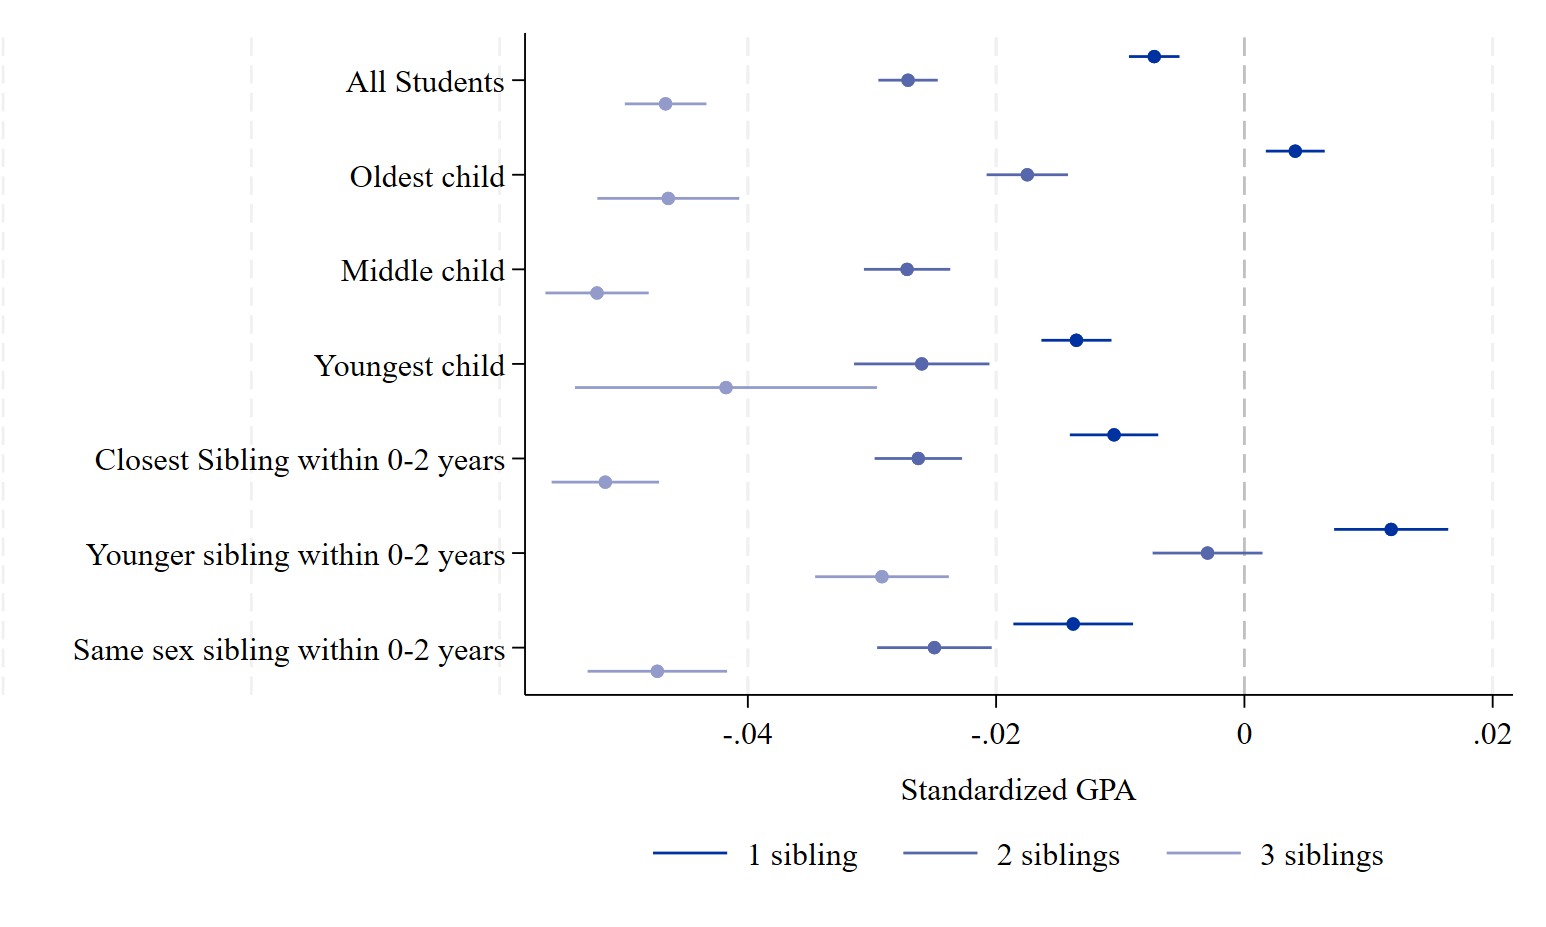 All Students
Oldest child
Middle child
Youngest child
Closest Sibling within 0-2 years
Younger sibling within 0-2 years
Same sex sibling within 0-2 years
-.04 -.02 0 .02
Standardized GPA
1 sibling 2 siblings 3 siblings